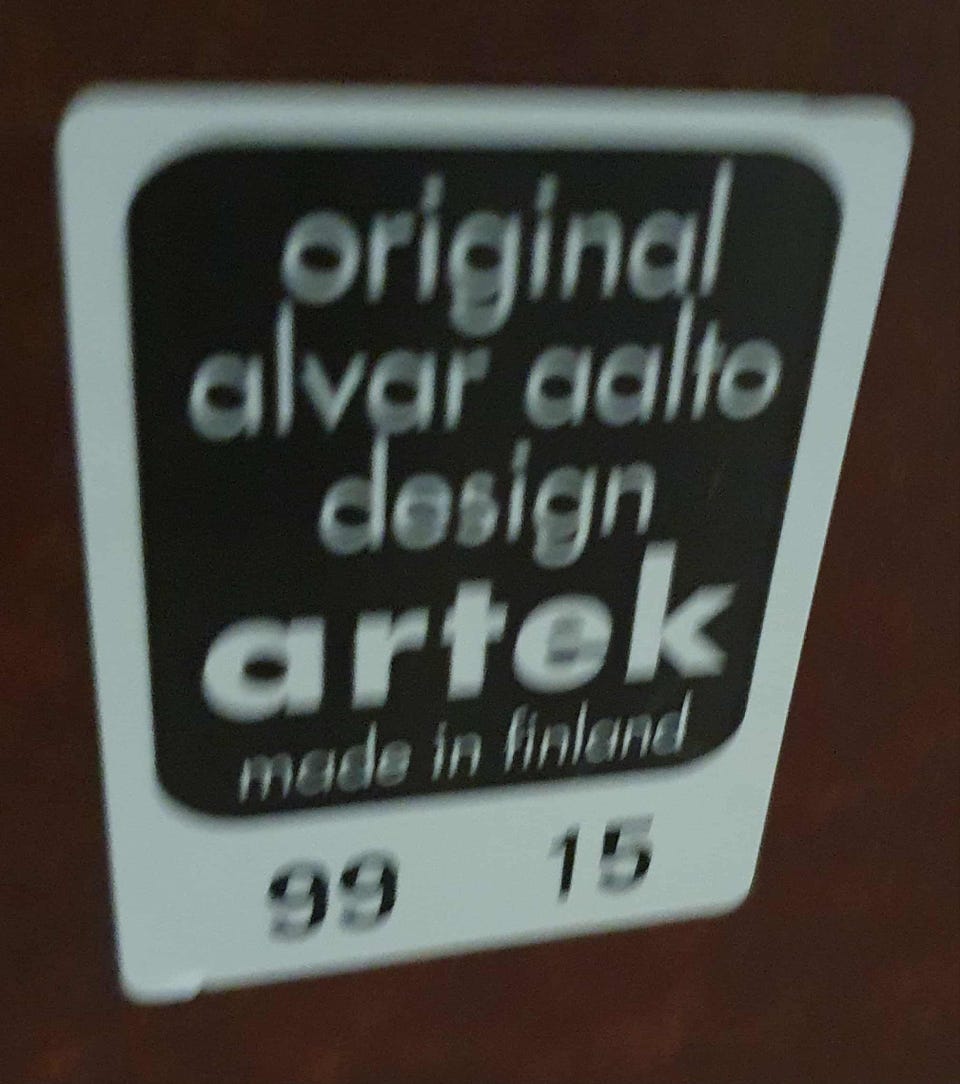 original
alvar aalto
design
artek
made in finland
99 15